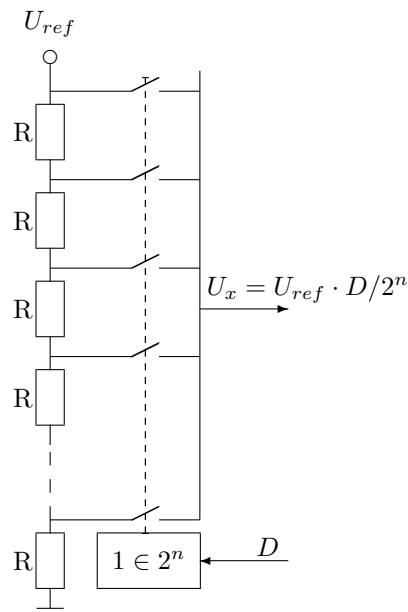 U_{ref}
R
R
R
U_x = U_{ref} · D/2^n
R
R
1 ∈ 2^n
D